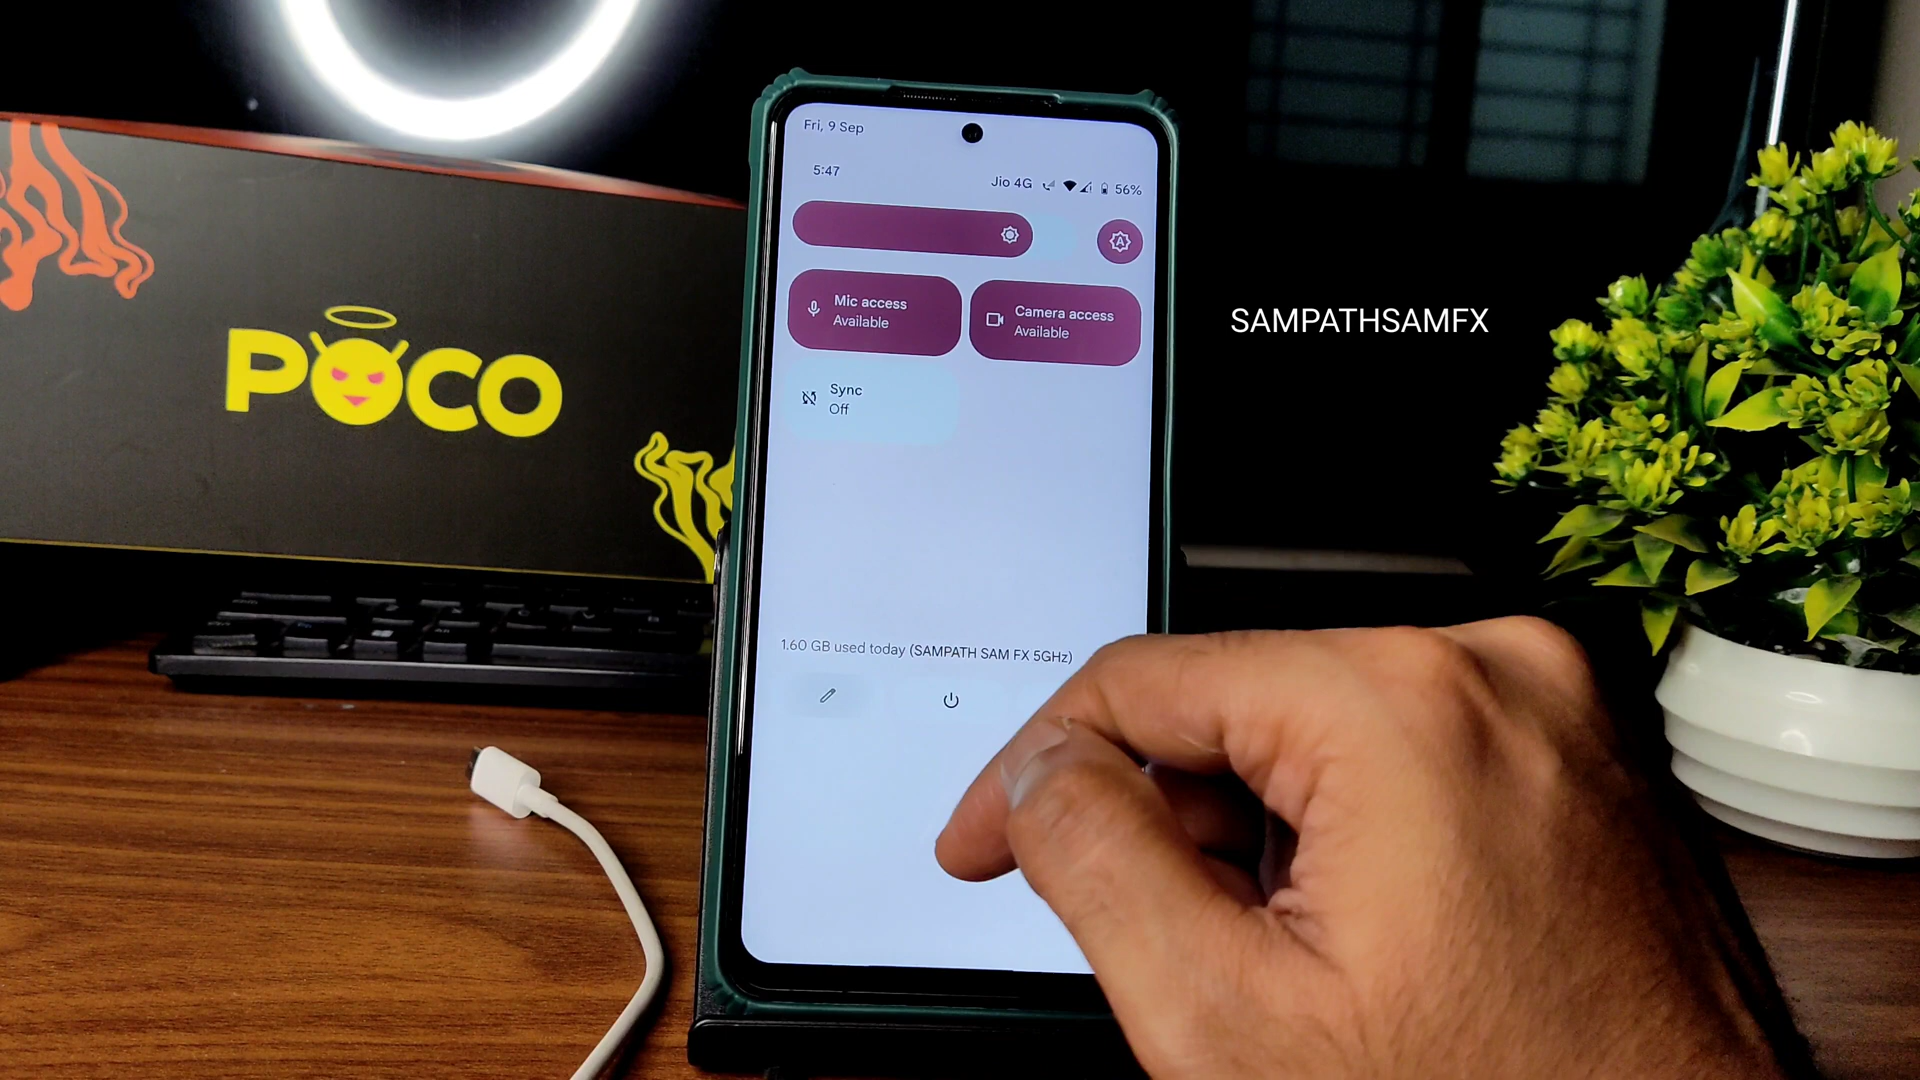 POCO
Fri, 9 Sep
5:47
Jio 4G
56%
A
Mic access
Available
Camera access
Available
Sync
Off
1.60 GB used today (SAMPATH SAM FX 5GHz)
SAMPATHSAMFX